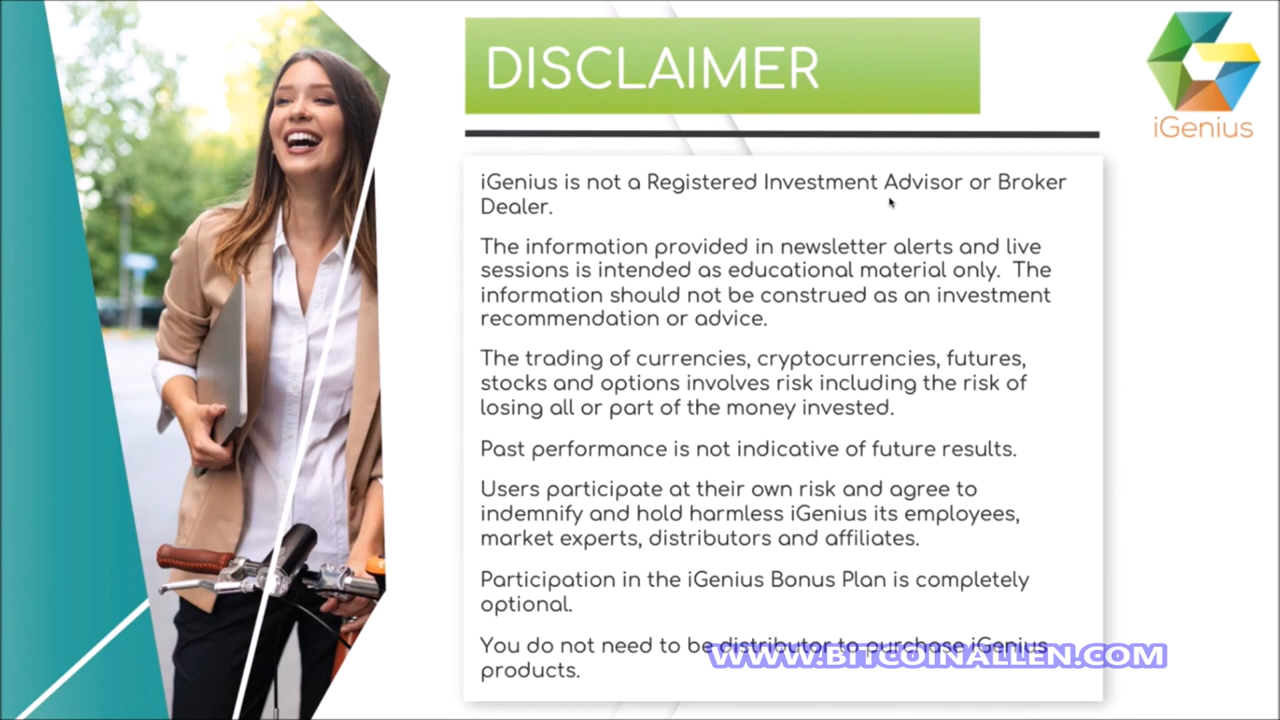 DISCLAIMER
iGenius
iGenius is not a Registered Investment Advisor or Broker
Dealer.
The information provided in newsletter alerts and live
sessions is intended as educational material only. The
information should not be construed as an investment
recommendation or advice.
The trading of currencies, cryptocurrencies, futures,
stocks and options involves risk including the risk of
losing all or part of the money invested.
Past performance is not indicative of future results.
Users participate at their own risk and agree to
indemnify and hold harmless iGenius its employees,
market experts, distributors and affiliates.
Participation in the iGenius Bonus Plan is completely
optional.
You do not need to be distributor to purchase iGenius
WWW.BITCOINALLEN.COM
products.